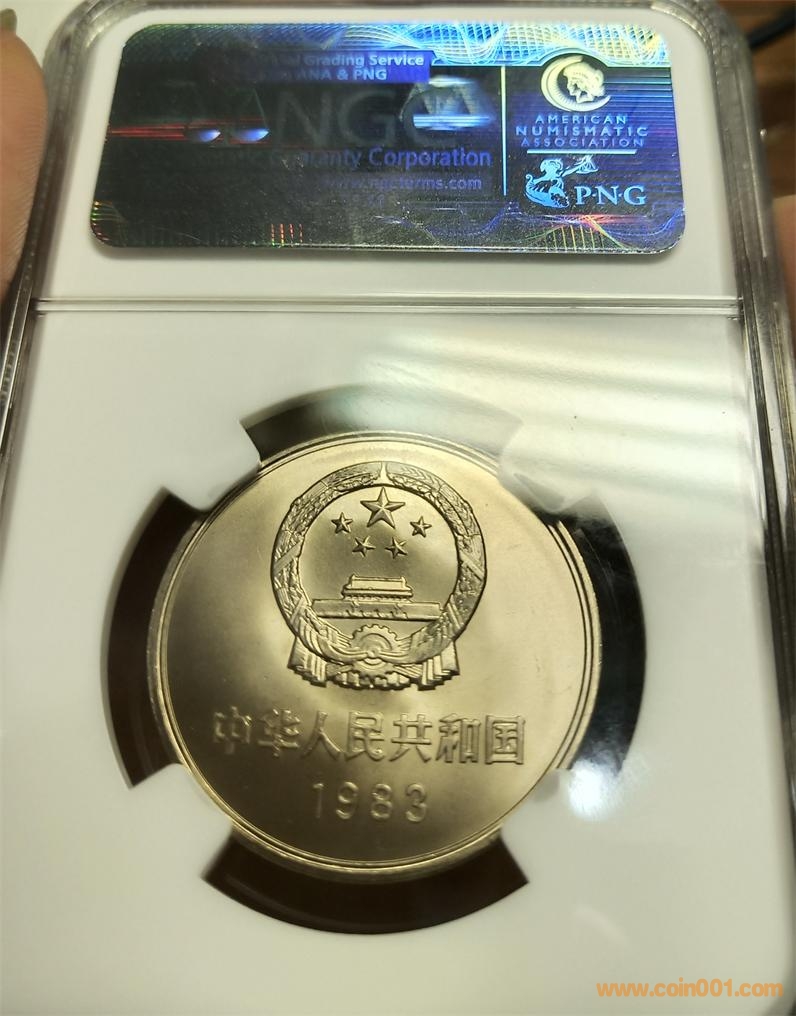 Grading Service
ANA & PNG
NGC
Guaranty Corporation
www.ngcterms.com
AMERICAN
NUMISMATIC
ASSOCIATION
PNG
中华人民共和国
1983
www.coin001.com